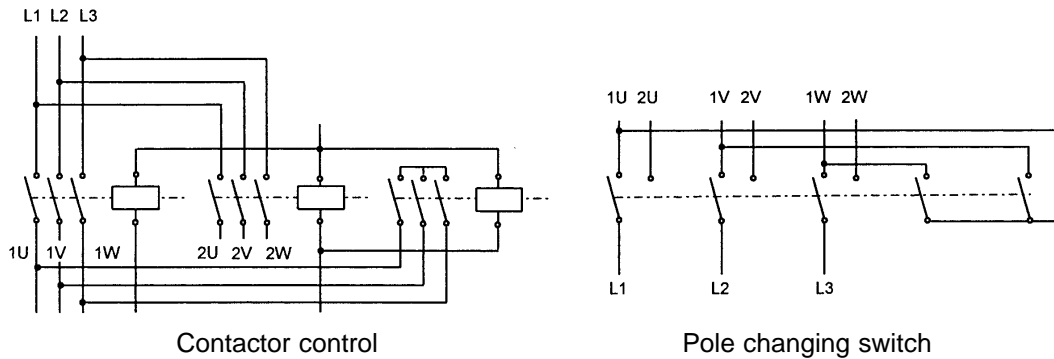 L1 L2 L3
1U 1V 1W 2U 2V 2W
Contactor control
1U 2U 1V 2V 1W 2W
L1 L2 L3
Pole changing switch